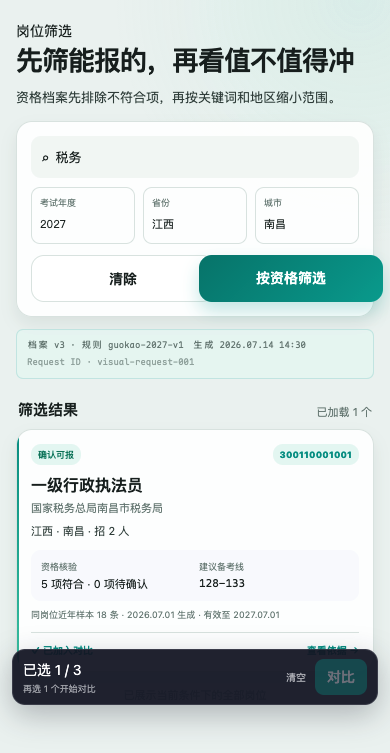 岗位筛选
先筛能报的，再看值不值得冲
资格档案先排除不符合项，再按关键词和地区缩小范围。
税务
考试年度 省份 城市
2027 江西 南昌
清除 按资格筛选
档案 v3 · 规则 guokao-2027-v1 生成 2026.07.14 14:30
Request ID · visual-request-001
筛选结果 已加载 1 个
确认可报 300110001001
一级行政执法员
国家税务总局南昌市税务局
江西 · 南昌 · 招 2 人
资格核验 建议备考线
5 项符合 · 0 项待确认 128–133
同岗位近年样本 18 条 · 2026.07.01 生成 · 有效至 2027.07.01
✓ 已加入对比 查看依据
已选 1 / 3
再选 1 个开始对比
清空 对比